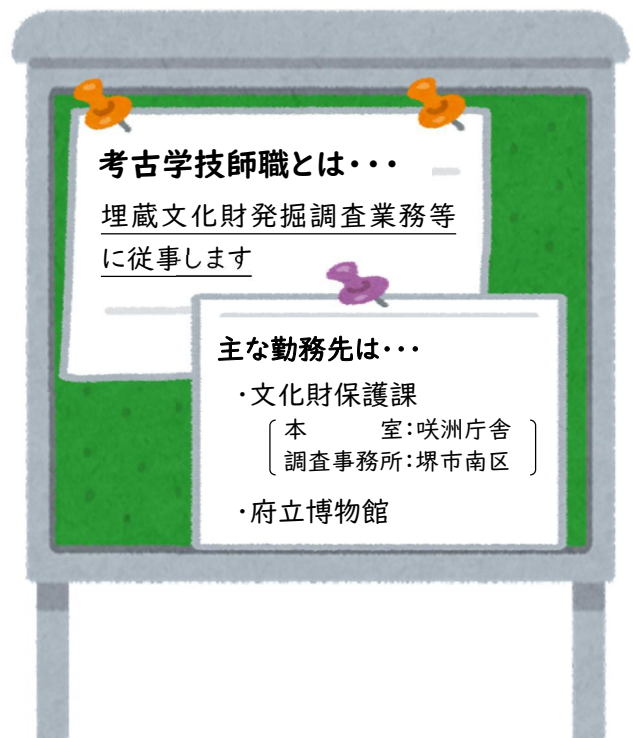 考古学技師職とは・・・
埋蔵文化財発掘調査業務等
に従事します
主な勤務先は・・・
・文化財保護課
本　　　室：咲洲庁舎
調査事務所：堺市南区
・府立博物館